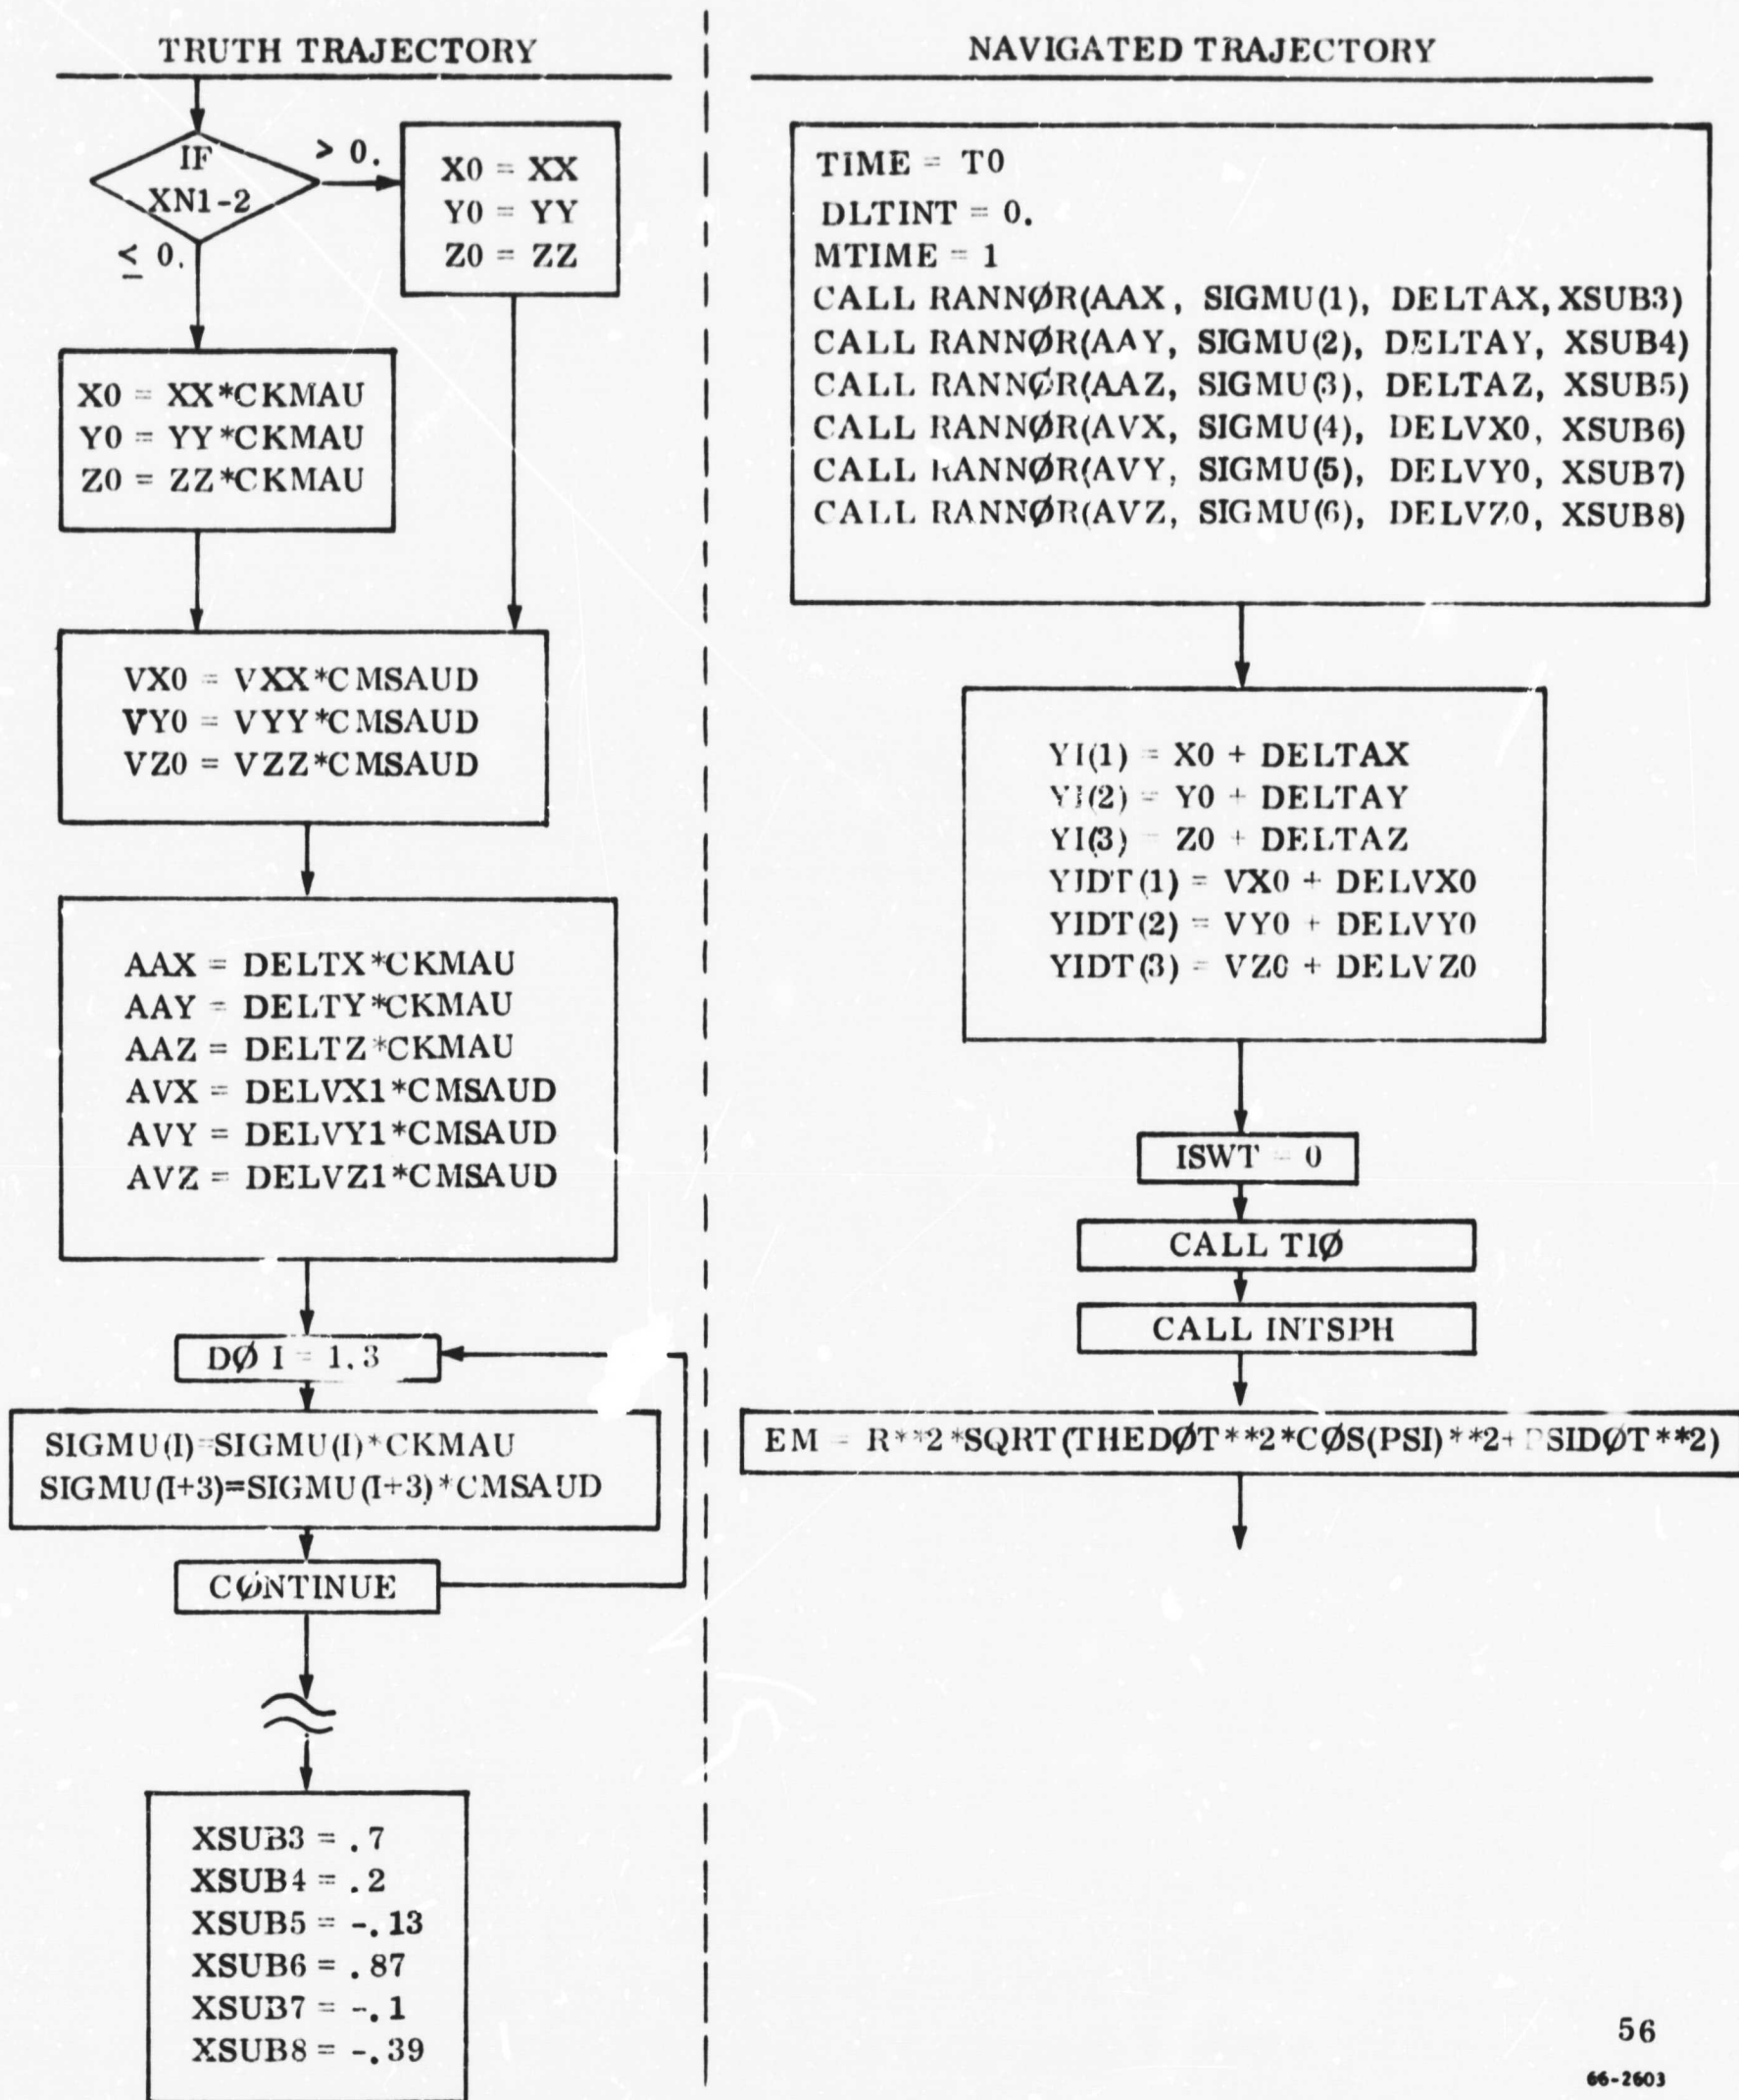 TRUTH TRAJECTORY
IF
XN1-2
> 0.
≤ 0.
X0 = XX
Y0 = YY
Z0 = ZZ
X0 = XX*CKMAU
Y0 = YY*CKMAU
Z0 = ZZ*CKMAU
VX0 = VXX*CMSAUD
VY0 = VYY*CMSAUD
VZ0 = VZZ*CMSAUD
AAX = DELTX*CKMAU
AAY = DELTY*CKMAU
AAZ = DELTZ*CKMAU
AVX = DELVX1*CMSAUD
AVY = DELVY1*CMSAUD
AVZ = DELVZ1*CMSAUD
DØ I = 1,3
SIGMU(I)=SIGMU(I)*CKMAU
SIGMU(I+3)=SIGMU(I+3)*CMSAUD
CØNTINUE
XSUB3 = .7
XSUB4 = .2
XSUB5 = -.13
XSUB6 = .87
XSUB7 = -.1
XSUB8 = -.39
NAVIGATED TRAJECTORY
TIME = T0
DLTINT = 0.
MTIME = 1
CALL RANNØR(AAX, SIGMU(1), DELTAX, XSUB3)
CALL RANNØR(AAY, SIGMU(2), DELTAY, XSUB4)
CALL RANNØR(AAZ, SIGMU(3), DELTAZ, XSUB5)
CALL RANNØR(AVX, SIGMU(4), DELVX0, XSUB6)
CALL RANNØR(AVY, SIGMU(5), DELVY0, XSUB7)
CALL RANNØR(AVZ, SIGMU(6), DELVZ0, XSUB8)
YI(1) = X0 + DELTAX
YI(2) = Y0 + DELTAY
YI(3) = Z0 + DELTAZ
YIDT(1) = VX0 + DELVX0
YIDT(2) = VY0 + DELVY0
YIDT(3) = VZ0 + DELVZ0
ISWT = 0
CALL TIØ
CALL INTSPH
EM = R**2*SQRT(THEDØT**2*CØS(PSI)**2+PSIDØT**2)
56
66-2603